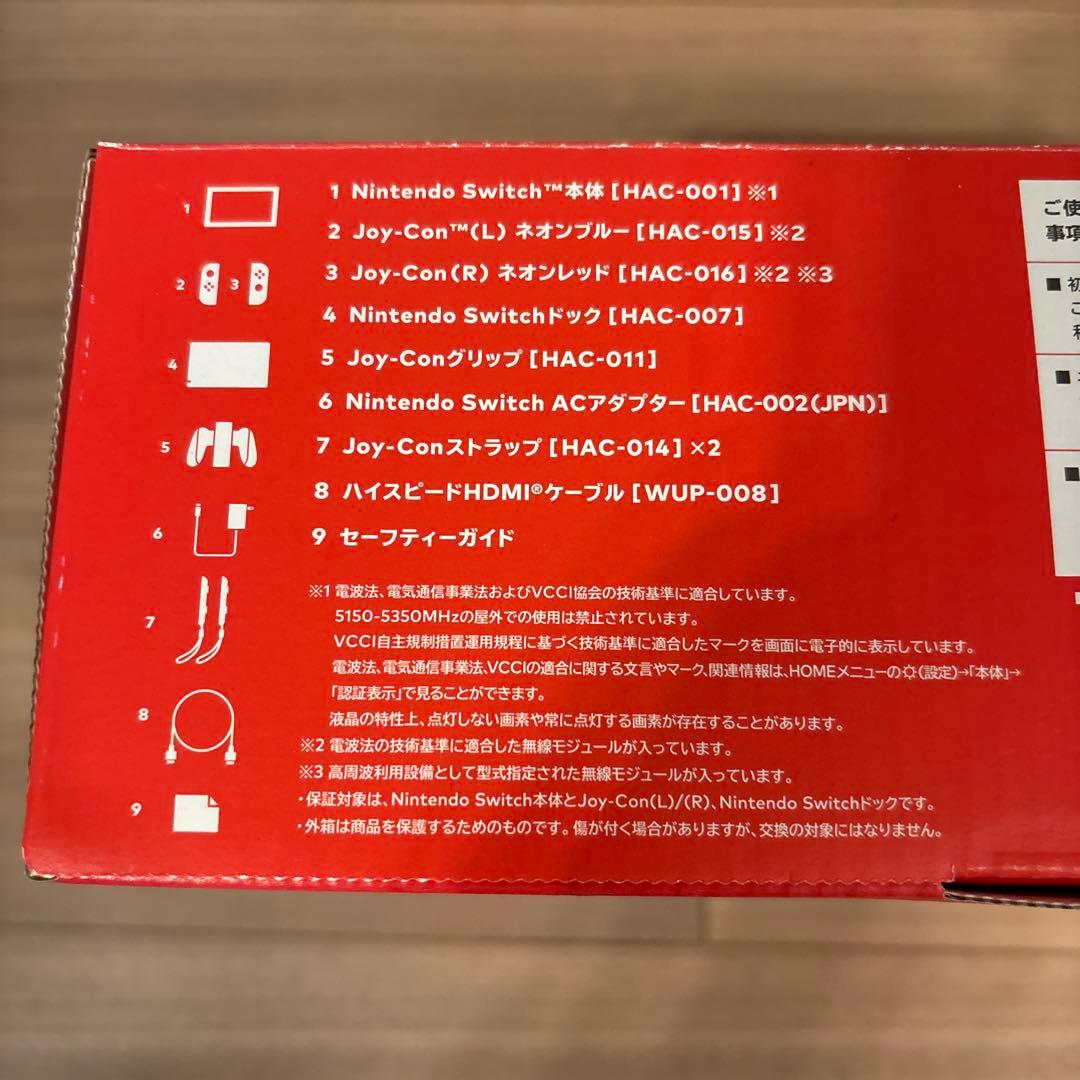 1 Nintendo Switch™本体[HAC-001]※1
2 Joy-Con™(L) ネオンブルー[HAC-015]※2
3 Joy-Con(R) ネオンレッド[HAC-016]※2 ※3
4 Nintendo Switchドック[HAC-007]
5 Joy-Conグリップ[HAC-011]
6 Nintendo Switch ACアダプター[HAC-002(JPN)]
7 Joy-Conストラップ[HAC-014]×2
8 ハイスピードHDMI®ケーブル[WUP-008]
9 セーフティーガイド
1
2 3
4
5
6
7
8
9
※1 電波法、電気通信事業法およびVCCI協会の技術基準に適合しています。
5150-5350MHzの屋外での使用は禁止されています。
VCCI自主規制措置運用規程に基づく技術基準に適合したマークを画面に電子的に表示しています。
電波法、電気通信事業法、VCCIの適合に関する文言やマーク、関連情報は、HOMEメニューの(設定)→「本体」→
「認証表示」で見ることができます。
液晶の特性上、点灯しない画素や常に点灯する画素が存在することがあります。
※2 電波法の技術基準に適合した無線モジュールが入っています。
※3 高周波利用設備として型式指定された無線モジュールが入っています。
・保証対象は、Nintendo Switch本体とJoy-Con(L)/(R)、Nintendo Switchドックです。
・外箱は商品を保護するためのものです。傷が付く場合がありますが、交換の対象にはなりません。
ご使
事項
■ 初